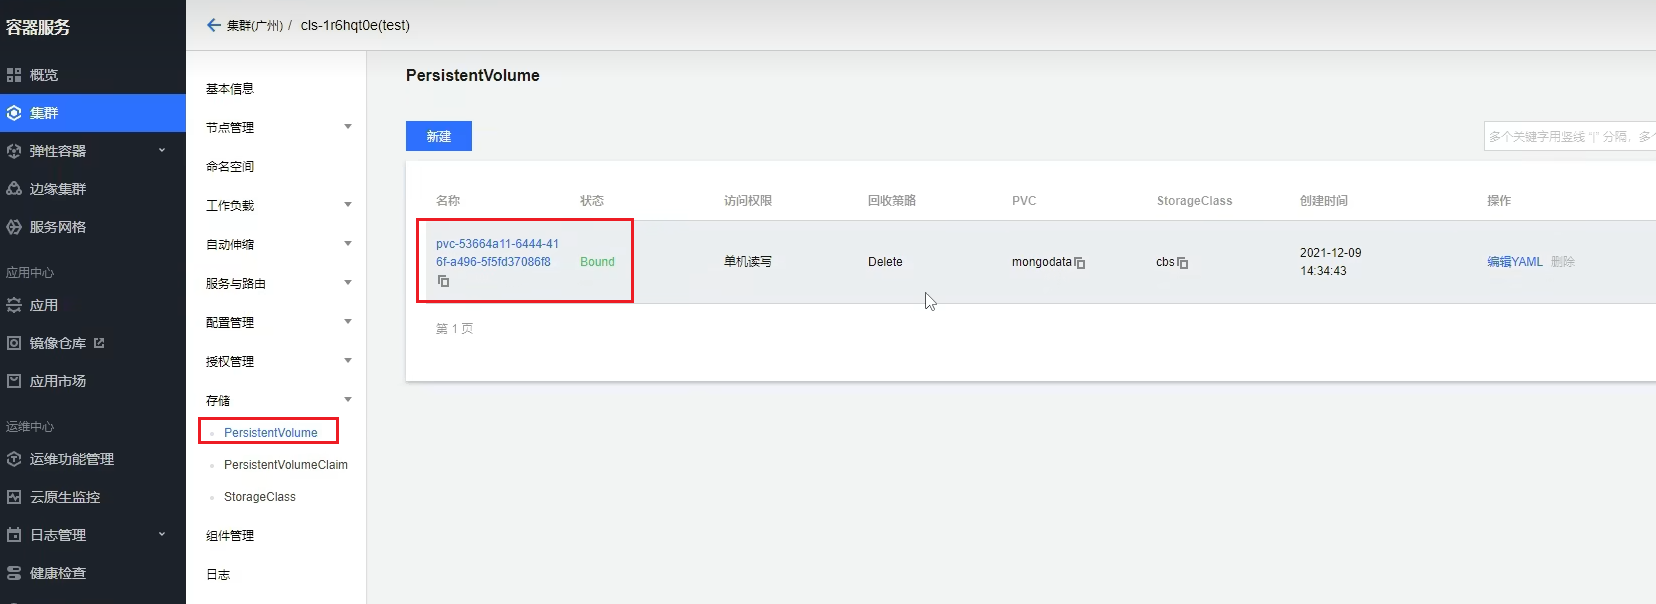 容器服务
概览
集群
弹性容器
边缘集群
服务网格
应用中心
应用
镜像仓库
应用市场
运维中心
运维功能管理
云原生监控
日志管理
健康检查
集群(广州) / cls-1r6hqt0e(test)
基本信息
节点管理
命名空间
工作负载
自动伸缩
服务与路由
配置管理
授权管理
存储
PersistentVolume
PersistentVolumeClaim
StorageClass
组件管理
日志
PersistentVolume
新建
多个关键字用竖线 "|" 分隔，多个
名称 状态 访问权限 回收策略 PVC StorageClass 创建时间 操作
pvc-53664a11-6444-41
6f-a496-5f5fd37086f8
Bound 单机读写 Delete mongodata cbs
2021-12-09
14:34:43
编辑YAML 删除
第 1 页